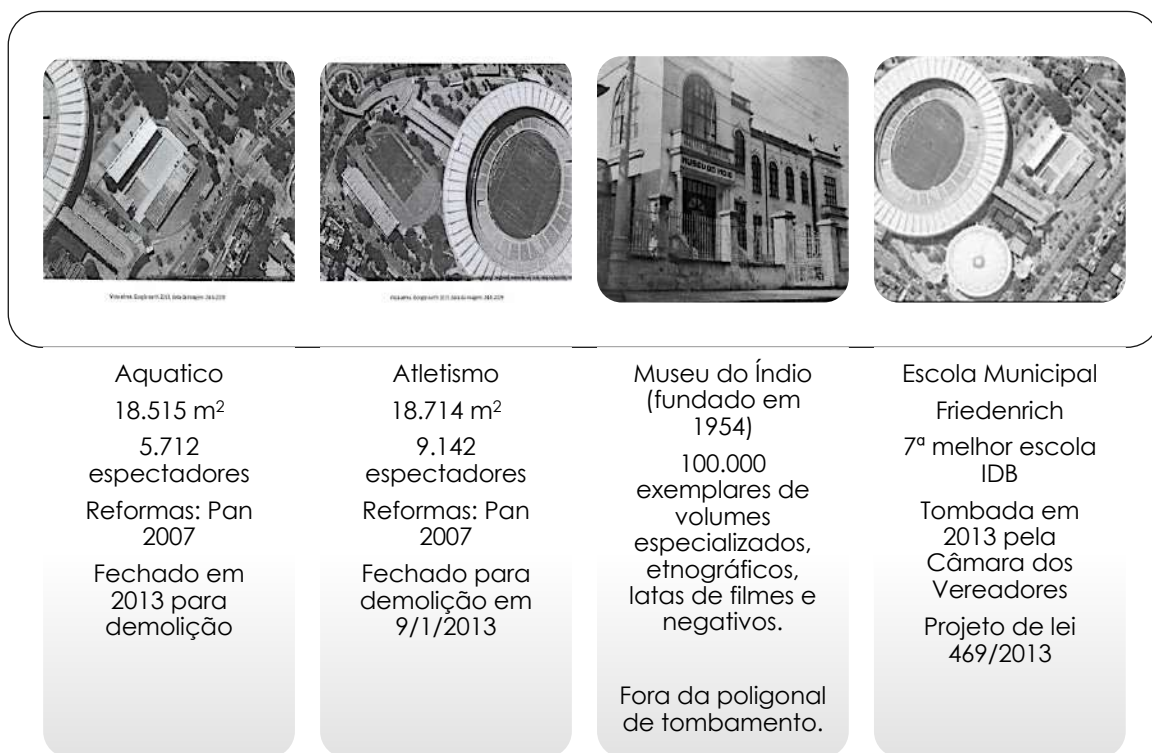 MUSEU DO INDIO
Aquatico
18.515 m²
5.712
espectadores
Reformas: Pan
2007
Fechado em
2013 para
demolição
Atletismo
18.714 m²
9.142
espectadores
Reformas: Pan
2007
Fechado para
demolição em
9/1/2013
Museu do Índio
(fundado em
1954)
100.000
exemplares de
volumes
especializados,
etnográficos,
latas de filmes e
negativos.
Fora da poligonal
de tombamento.
Escola Municipal
Friedenrich
7ª melhor escola
IDB
Tombada em
2013 pela
Câmara dos
Vereadores
Projeto de lei
469/2013